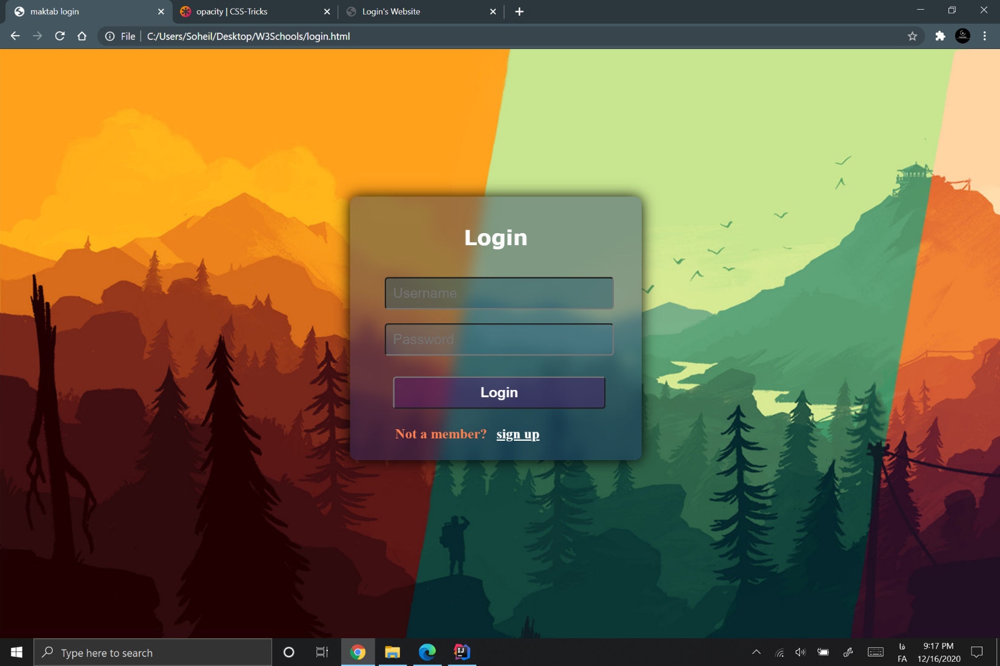 maktab login
opacity | CSS-Tricks
Login's Website
File
C:/Users/Soheil/Desktop/W3Schools/login.html
Login
Username
Password
Login
Not a member? sign up
Type here to search
IJ
فا
FA
9:17 PM
12/16/2020